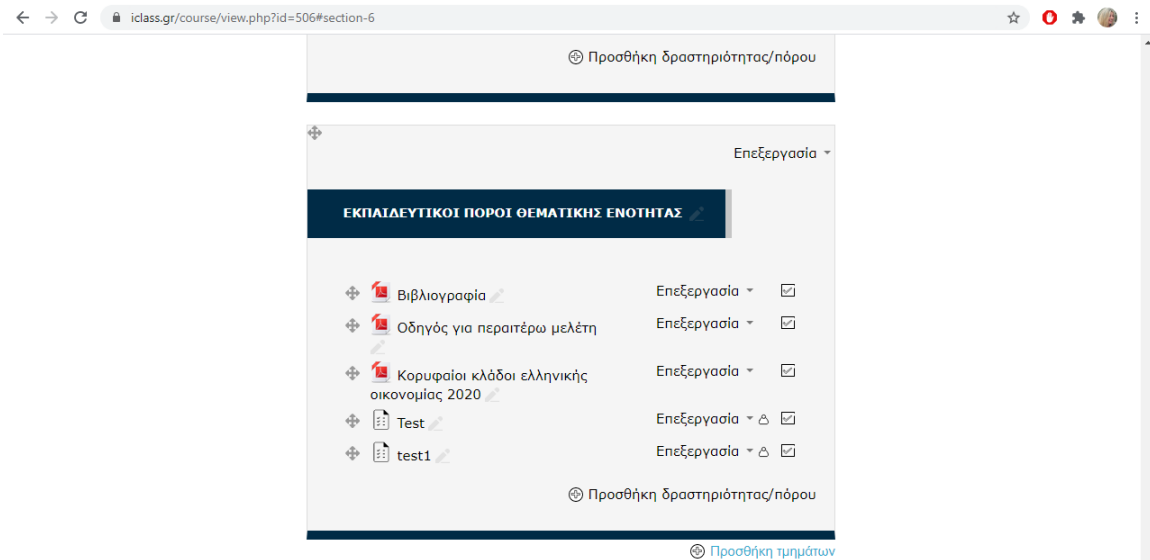 iclass.gr/course/view.php?id=506#section-6
Προσθήκη δραστηριότητας/πόρου
Επεξεργασία
ΕΚΠΑΙΔΕΥΤΙΚΟΙ ΠΟΡΟΙ ΘΕΜΑΤΙΚΗΣ ΕΝΟΤΗΤΑΣ
Βιβλιογραφία Επεξεργασία
Οδηγός για περαιτέρω μελέτη Επεξεργασία
Κορυφαίοι κλάδοι ελληνικής Επεξεργασία
οικονομίας 2020
Test Επεξεργασία
test1 Επεξεργασία
Προσθήκη δραστηριότητας/πόρου
Προσθήκη τμημάτων